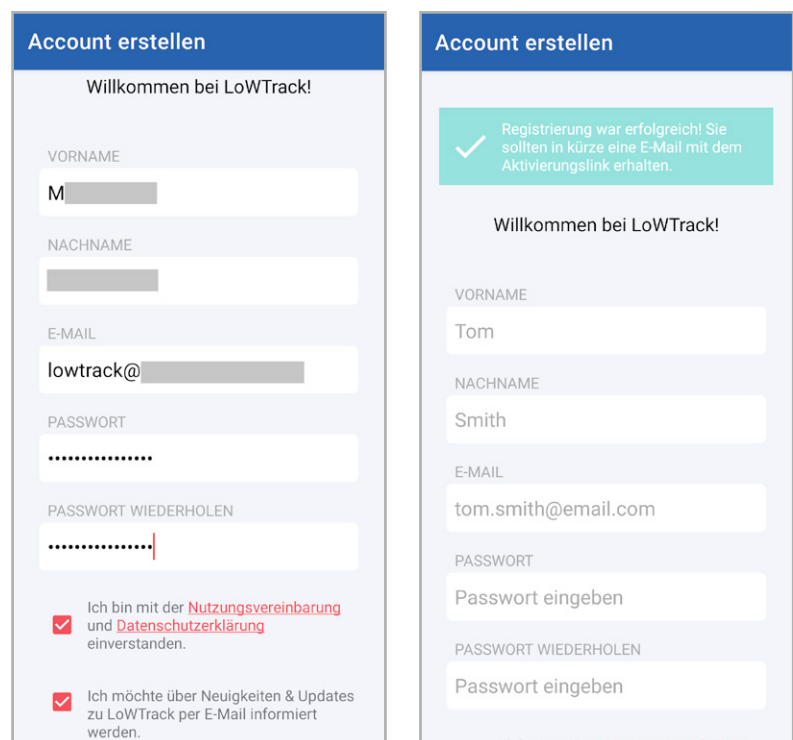 Account erstellen
Willkommen bei LoWTrack!
VORNAME
M
NACHNAME
E-MAIL
lowtrack@
PASSWORT
••••••••••••••••
PASSWORT WIEDERHOLEN
••••••••••••••••
Ich bin mit der Nutzungsvereinbarung
und Datenschutzerklärung
einverstanden.
Ich möchte über Neuigkeiten & Updates
zu LoWTrack per E-Mail informiert
werden.
Account erstellen
Registrierung war erfolgreich! Sie
sollten in kürze eine E-Mail mit dem
Aktivierungslink erhalten.
Willkommen bei LoWTrack!
VORNAME
Tom
NACHNAME
Smith
E-MAIL
tom.smith@email.com
PASSWORT
Passwort eingeben
PASSWORT WIEDERHOLEN
Passwort eingeben